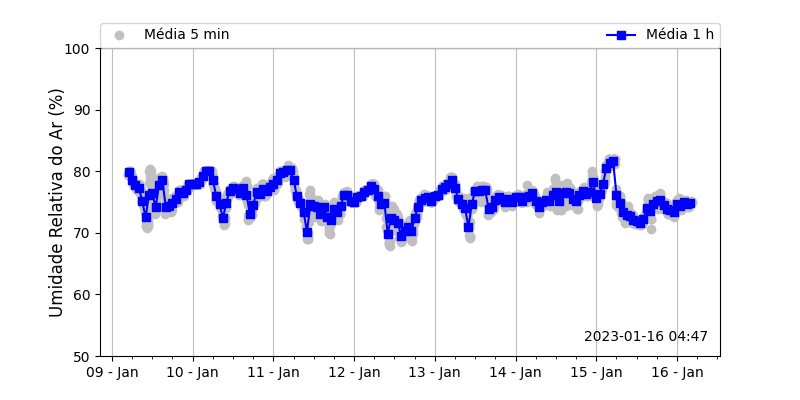 Média 5 min Média 1 h
100
90
80
70
60
50
Umidade Relativa do Ar (%)
2023-01-16 04:47
09 - Jan 10 - Jan 11 - Jan 12 - Jan 13 - Jan 14 - Jan 15 - Jan 16 - Jan